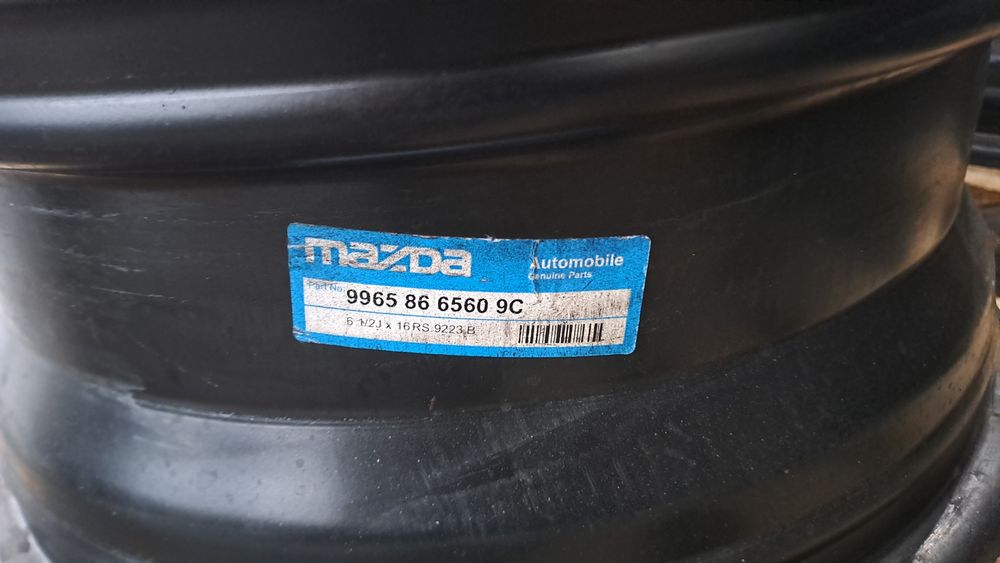 mazda
Automobile
Genuine Parts
Part No.
9965 86 6560 9C
6 1/2J x 16 RS 9223 B